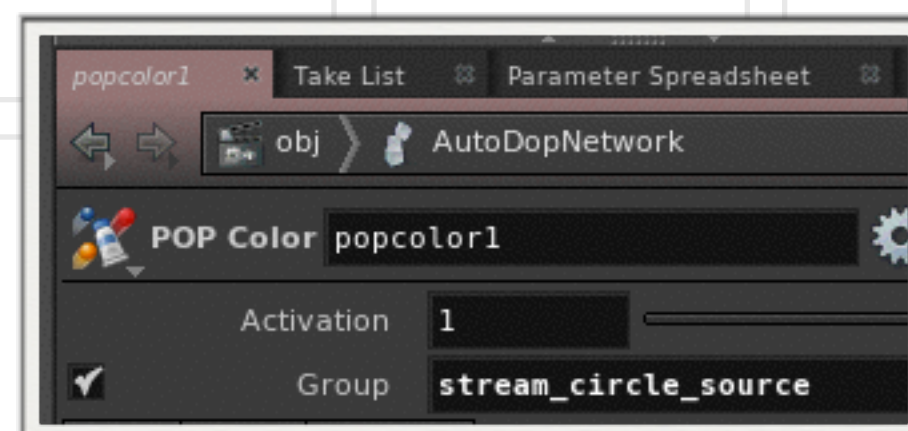 popcolor1 Take List Parameter Spreadsheet
obj AutoDopNetwork
POP Color popcolor1
Activation 1
Group stream_circle_source